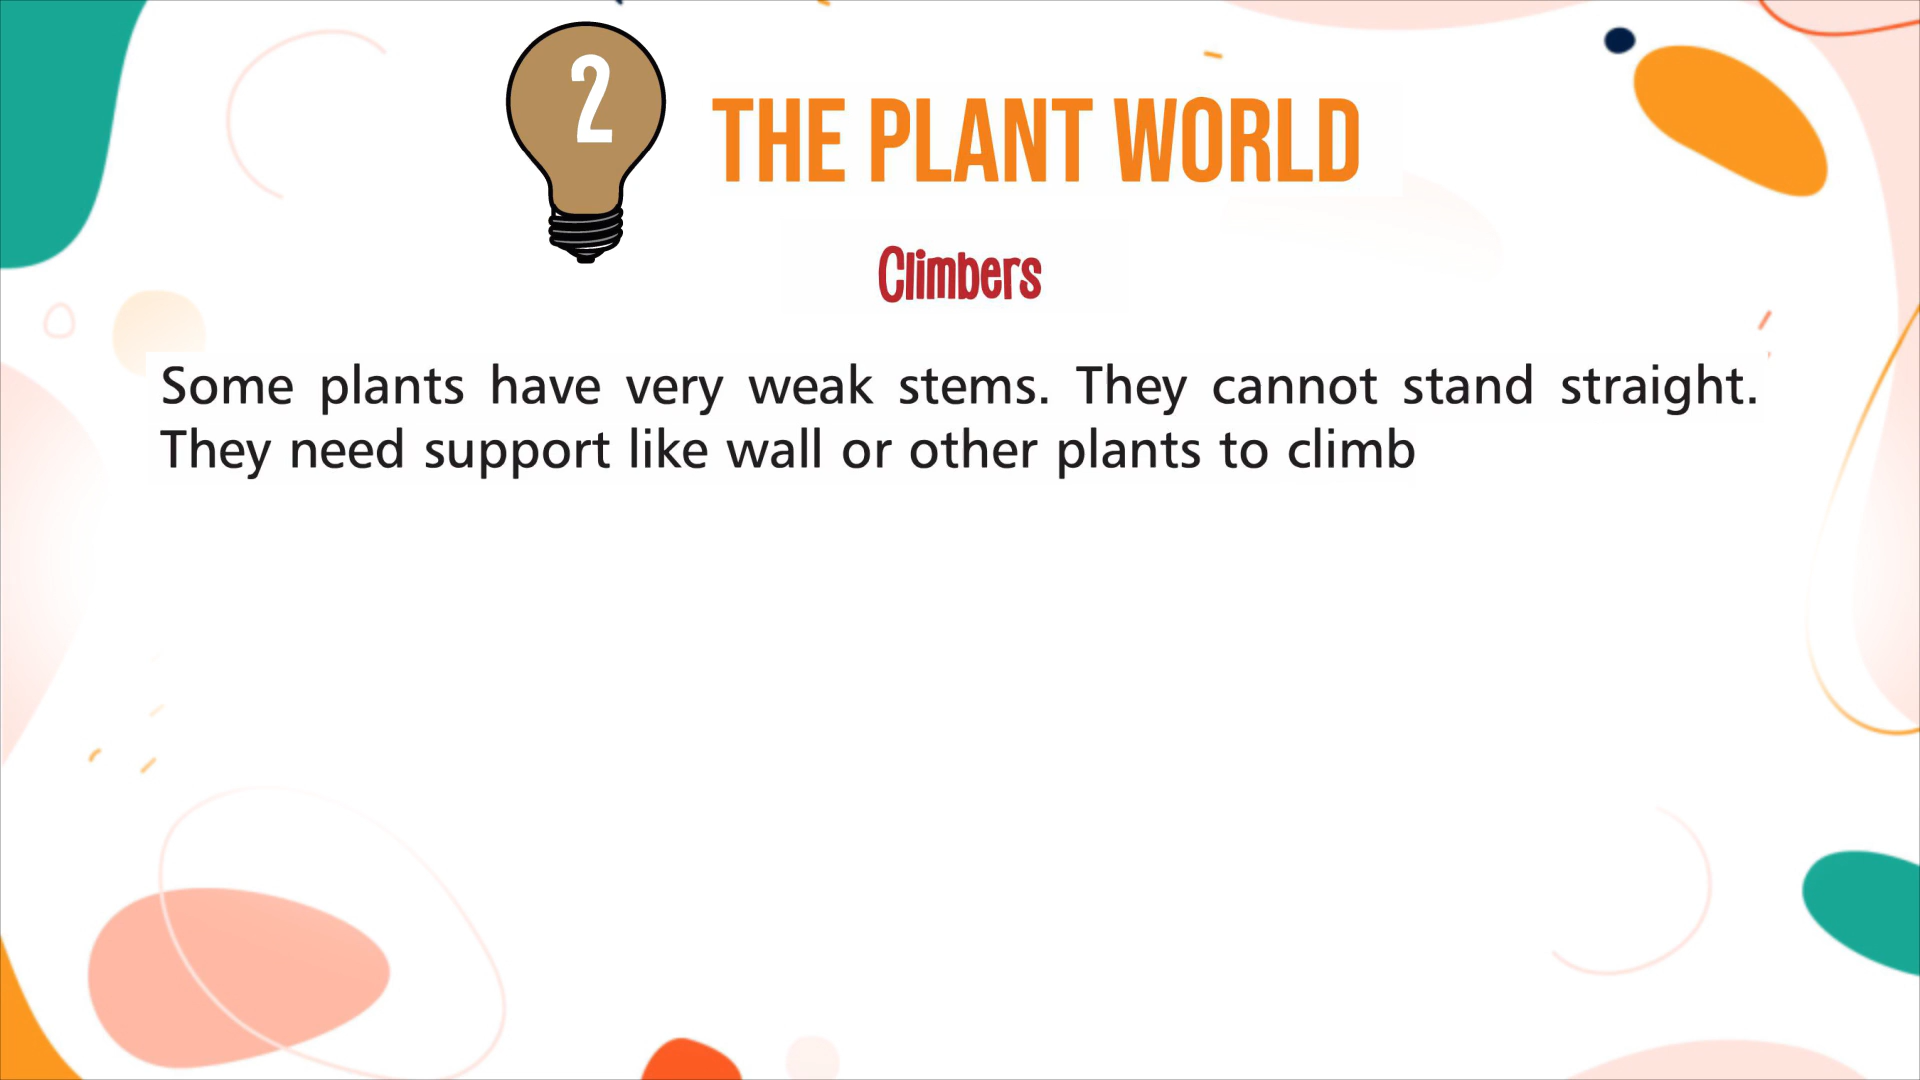 2
THE PLANT WORLD
Climbers
Some plants have very weak stems. They cannot stand straight.
They need support like wall or other plants to climb